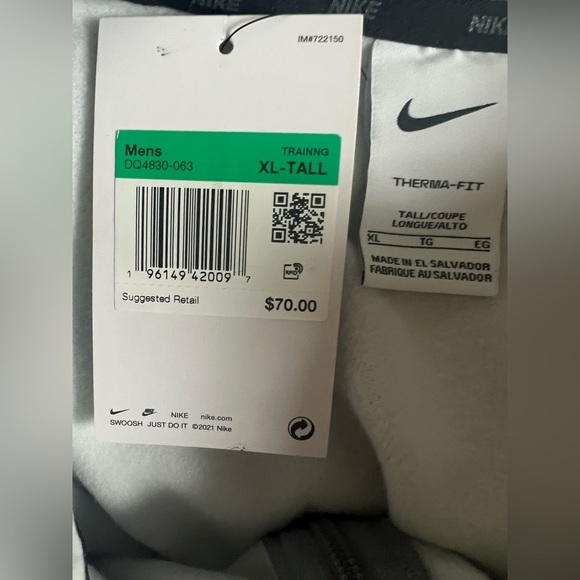 NIKE
NIK
IM#722150
Mens
TRAINNG
DQ4830-063
XL-TALL
1 96149 42009 7
RFID
Suggested Retail
$70.00
NIKE nike.com
SWOOSH JUST DO IT ©2021 Nike
THERMA-FIT
TALL/COUPE
LONGUE/ALTO
XL TG EG
MADE IN EL SALVADOR
FABRIQUE AU SALVADOR